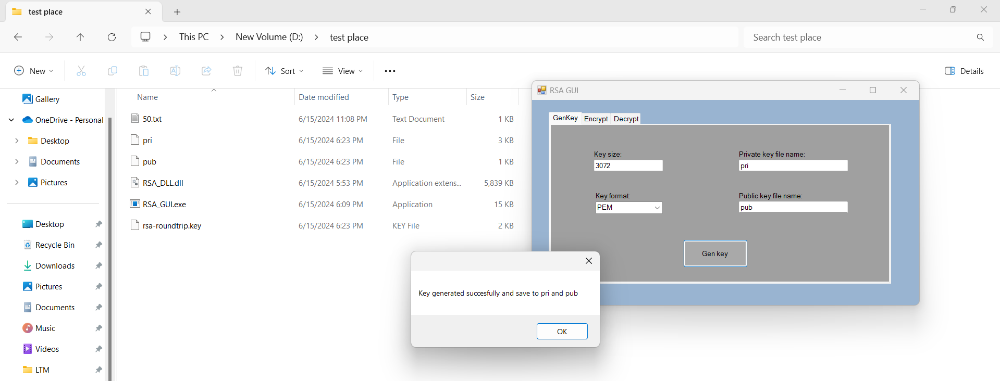 test place
This PC > New Volume (D:) > test place
Search test place
New
Sort
View
Details
Gallery
OneDrive - Personal
Desktop
Documents
Pictures
Desktop
Recycle Bin
Downloads
Pictures
Documents
Music
Videos
LTM
Name Date modified Type Size
50.txt 6/15/2024 11:08 PM Text Document 1 KB
pri 6/15/2024 6:23 PM File 3 KB
pub 6/15/2024 6:23 PM File 1 KB
RSA_DLL.dll 6/15/2024 5:53 PM Application extens... 5,839 KB
RSA_GUI.exe 6/15/2024 6:09 PM Application 15 KB
rsa-roundtrip.key 6/15/2024 6:23 PM KEY File 2 KB
RSA GUI
GenKey Encrypt Decrypt
Key size:
3072
Private key file name:
pri
Key format:
PEM
Public key file name:
pub
Gen key
Key generated succesfully and save to pri and pub
OK